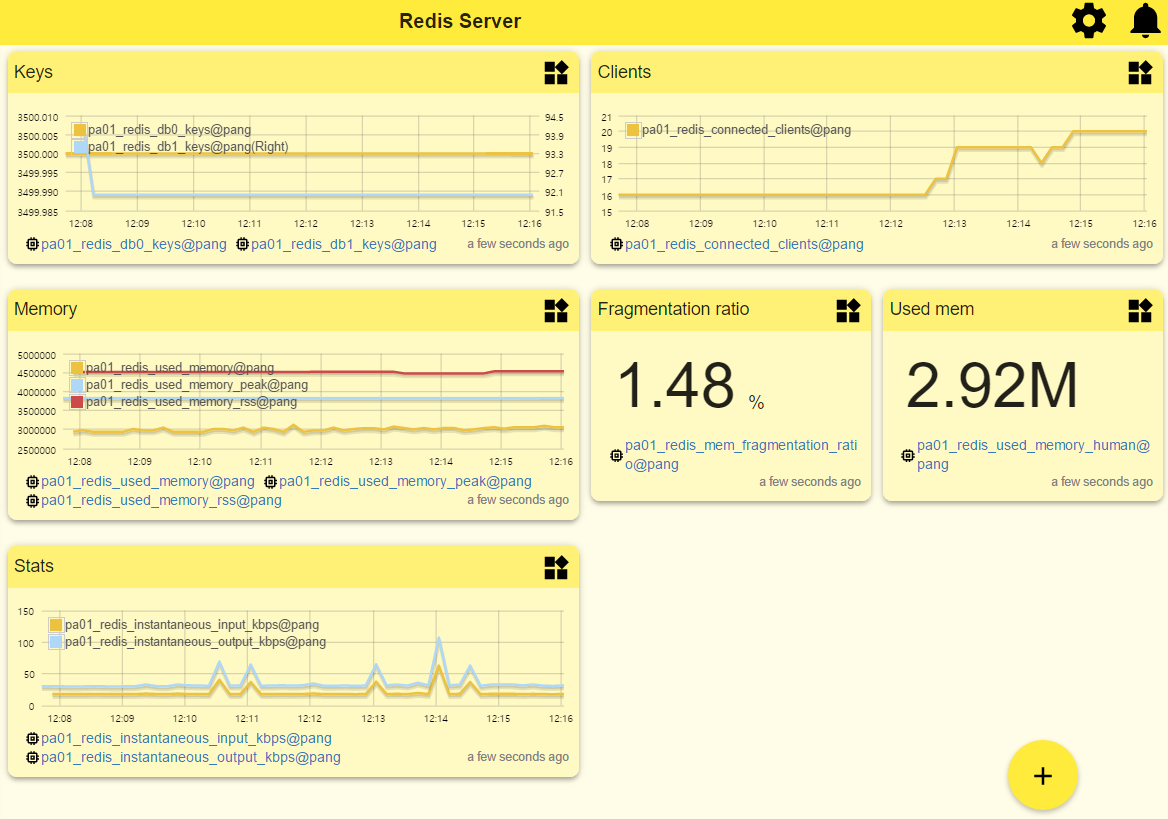 Redis Server
Keys
3500.010
3500.005
3500.000
3499.995
3499.990
3499.985
pa01_redis_db0_keys@pang
pa01_redis_db1_keys@pang(Right)
94.5
93.9
93.3
92.7
92.1
91.5
12:08 12:09 12:10 12:11 12:12 12:13 12:14 12:15 12:16
pa01_redis_db0_keys@pang pa01_redis_db1_keys@pang a few seconds ago
Clients
21
20
19
18
17
16
15
pa01_redis_connected_clients@pang
12:08 12:09 12:10 12:11 12:12 12:13 12:14 12:15 12:16
pa01_redis_connected_clients@pang a few seconds ago
Memory
5000000
4500000
4000000
3500000
3000000
2500000
pa01_redis_used_memory@pang
pa01_redis_used_memory_peak@pang
pa01_redis_used_memory_rss@pang
12:08 12:09 12:10 12:11 12:12 12:13 12:14 12:15 12:16
pa01_redis_used_memory@pang pa01_redis_used_memory_peak@pang
pa01_redis_used_memory_rss@pang a few seconds ago
Fragmentation ratio
1.48 %
pa01_redis_mem_fragmentation_rati
o@pang
a few seconds ago
Used mem
2.92M
pa01_redis_used_memory_human@
pang
a few seconds ago
Stats
150
100
50
0
pa01_redis_instantaneous_input_kbps@pang
pa01_redis_instantaneous_output_kbps@pang
12:08 12:09 12:10 12:11 12:12 12:13 12:14 12:15 12:16
pa01_redis_instantaneous_input_kbps@pang
pa01_redis_instantaneous_output_kbps@pang a few seconds ago
+